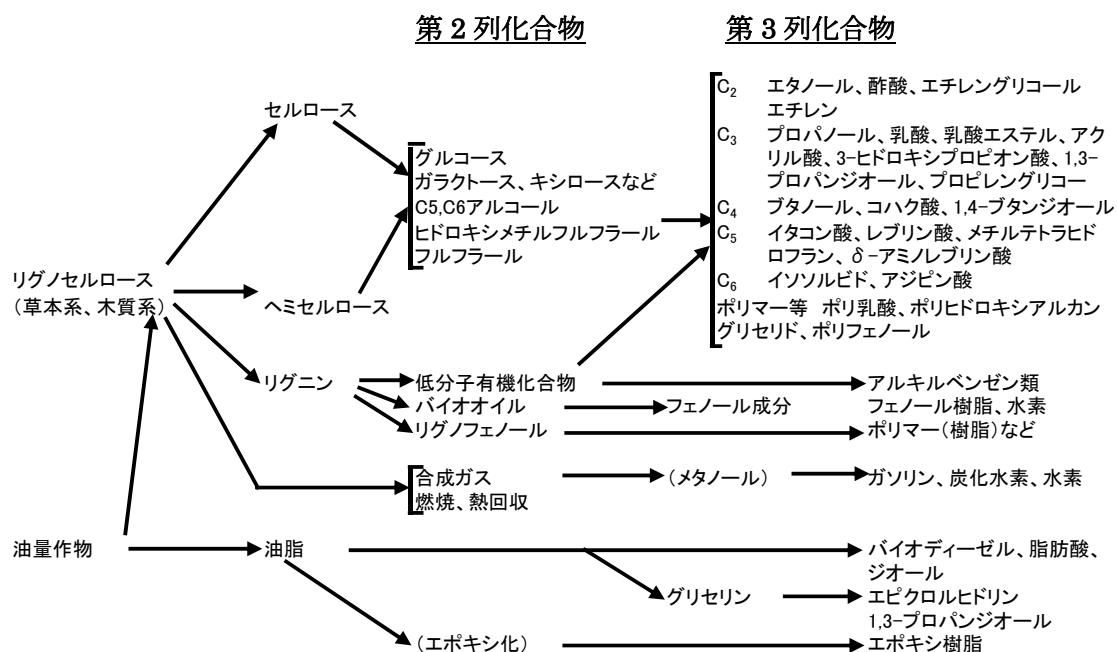 第2列化合物
第3列化合物
セルロース
グルコース
ガラクトース、キシロースなど
C5,C6アルコール
ヒドロキシメチルフルフラール
フルフラール
C2 エタノール、酢酸、エチレングリコール
エチレン
C3 プロパノール、乳酸、乳酸エステル、アク
リル酸、3-ヒドロキシプロピオン酸、1,3-
プロパンジオール、プロピレングリコー
C4 ブタノール、コハク酸、1,4-ブタンジオール
C5 イタコン酸、レブリン酸、メチルテトラヒド
ロフラン、δ-アミノレブリン酸
C6 イソソルビド、アジピン酸
ポリマー等 ポリ乳酸、ポリヒドロキシアルカン
グリセリド、ポリフェノール
リグノセルロース
(草本系、木質系)
ヘミセルロース
リグニン
低分子有機化合物
アルキルベンゼン類
バイオオイル
フェノール成分
フェノール樹脂、水素
リグノフェノール
ポリマー(樹脂)など
合成ガス
燃焼、熱回収
(メタノール)
ガソリン、炭化水素、水素
油量作物
油脂
バイオディーゼル、脂肪酸、
ジオール
グリセリン
エピクロルヒドリン
1,3-プロパンジオール
(エポキシ化)
エポキシ樹脂